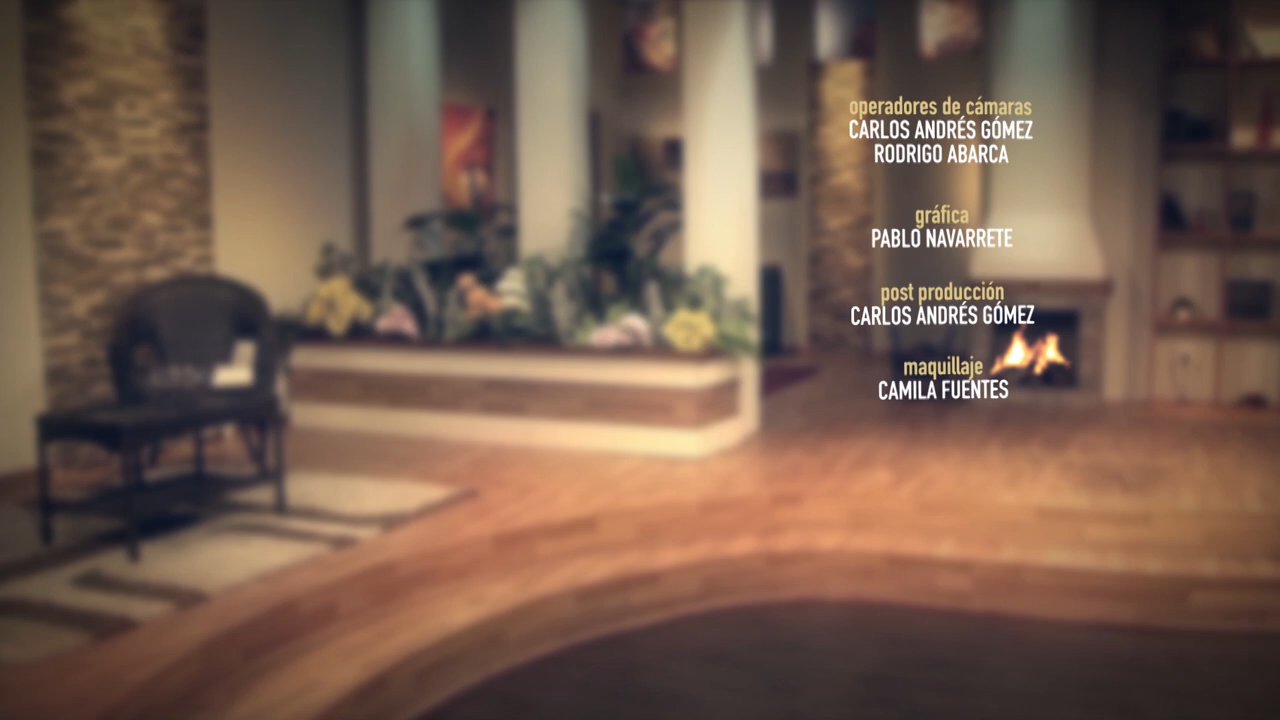 operadores de cámaras
CARLOS ANDRÉS GÓMEZ
RODRIGO ABARCA
gráfica
PABLO NAVARRETE
post producción
CARLOS ANDRÉS GÓMEZ
maquillaje
CAMILA FUENTES